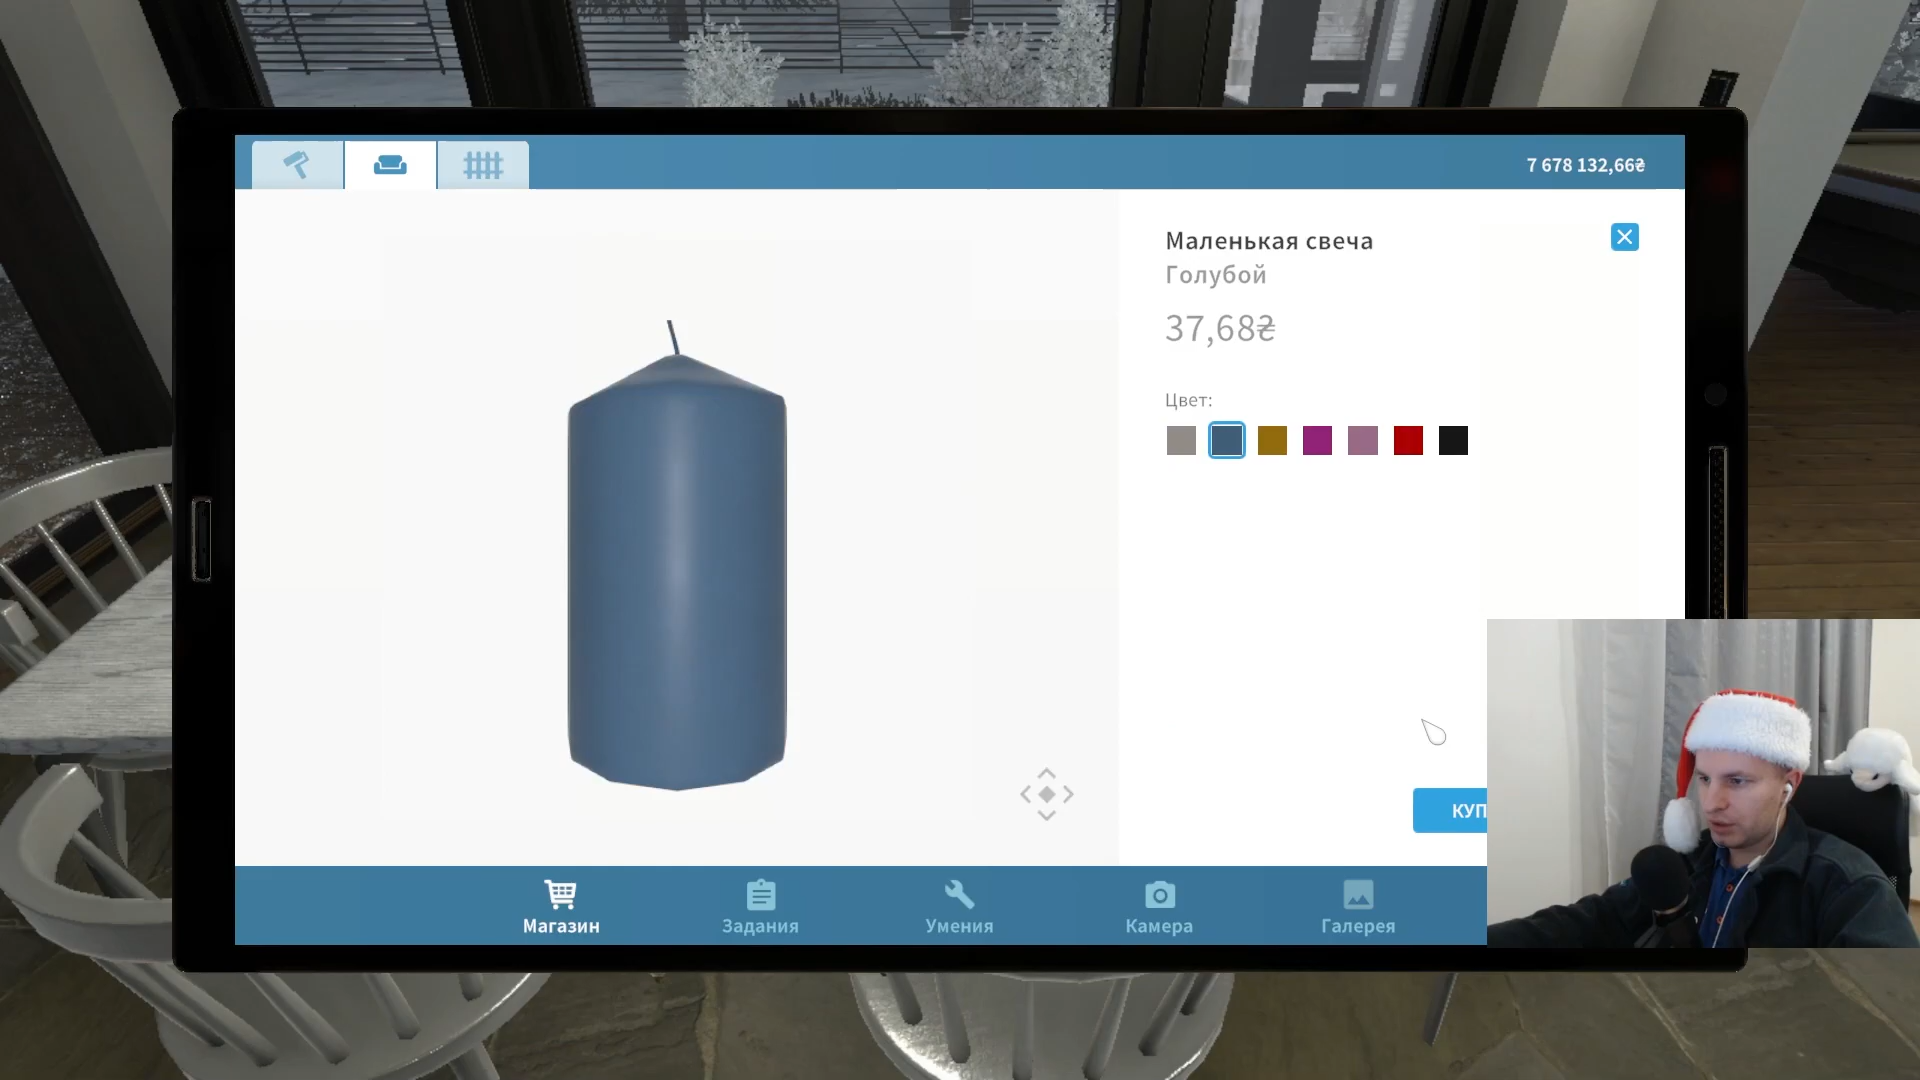 7 678 132,66₴
Маленькая свеча
Голубой
37,68₴
Цвет:
КУП
Магазин
Задания
Умения
Камера
Галерея